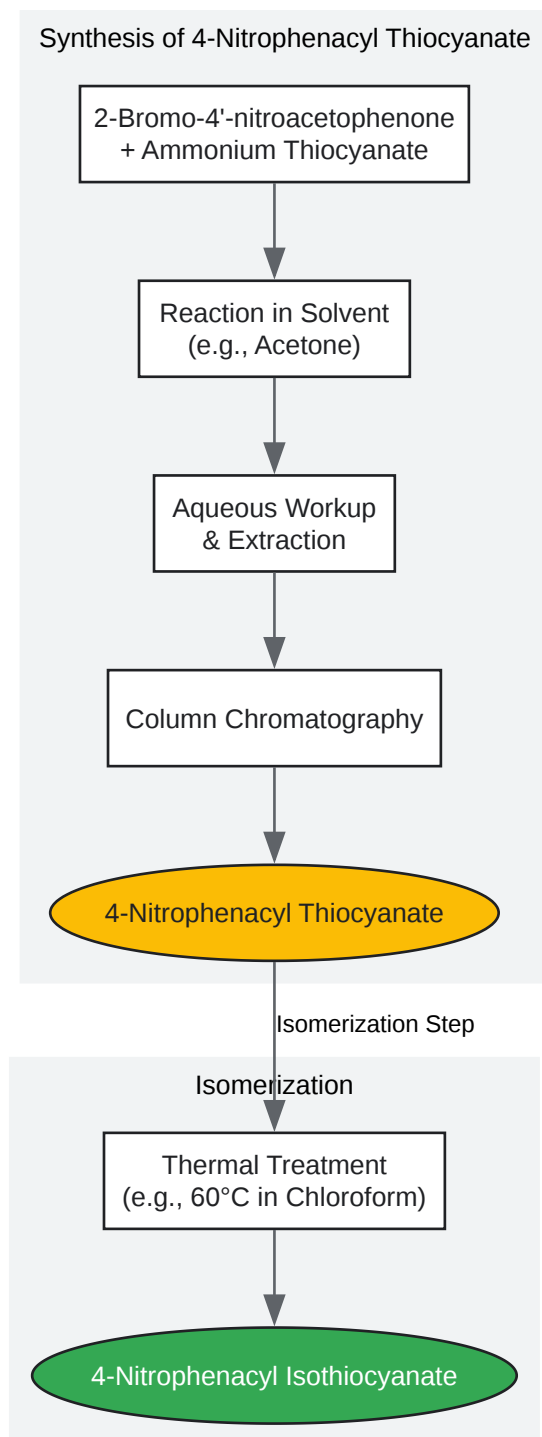 Synthesis of 4-Nitrophenacyl Thiocyanate
2-Bromo-4'-nitroacetophenone
+ Ammonium Thiocyanate
Reaction in Solvent
(e.g., Acetone)
Aqueous Workup
& Extraction
Column Chromatography
4-Nitrophenacyl Thiocyanate
Isomerization Step
Isomerization
Thermal Treatment
(e.g., 60°C in Chloroform)
4-Nitrophenacyl Isothiocyanate